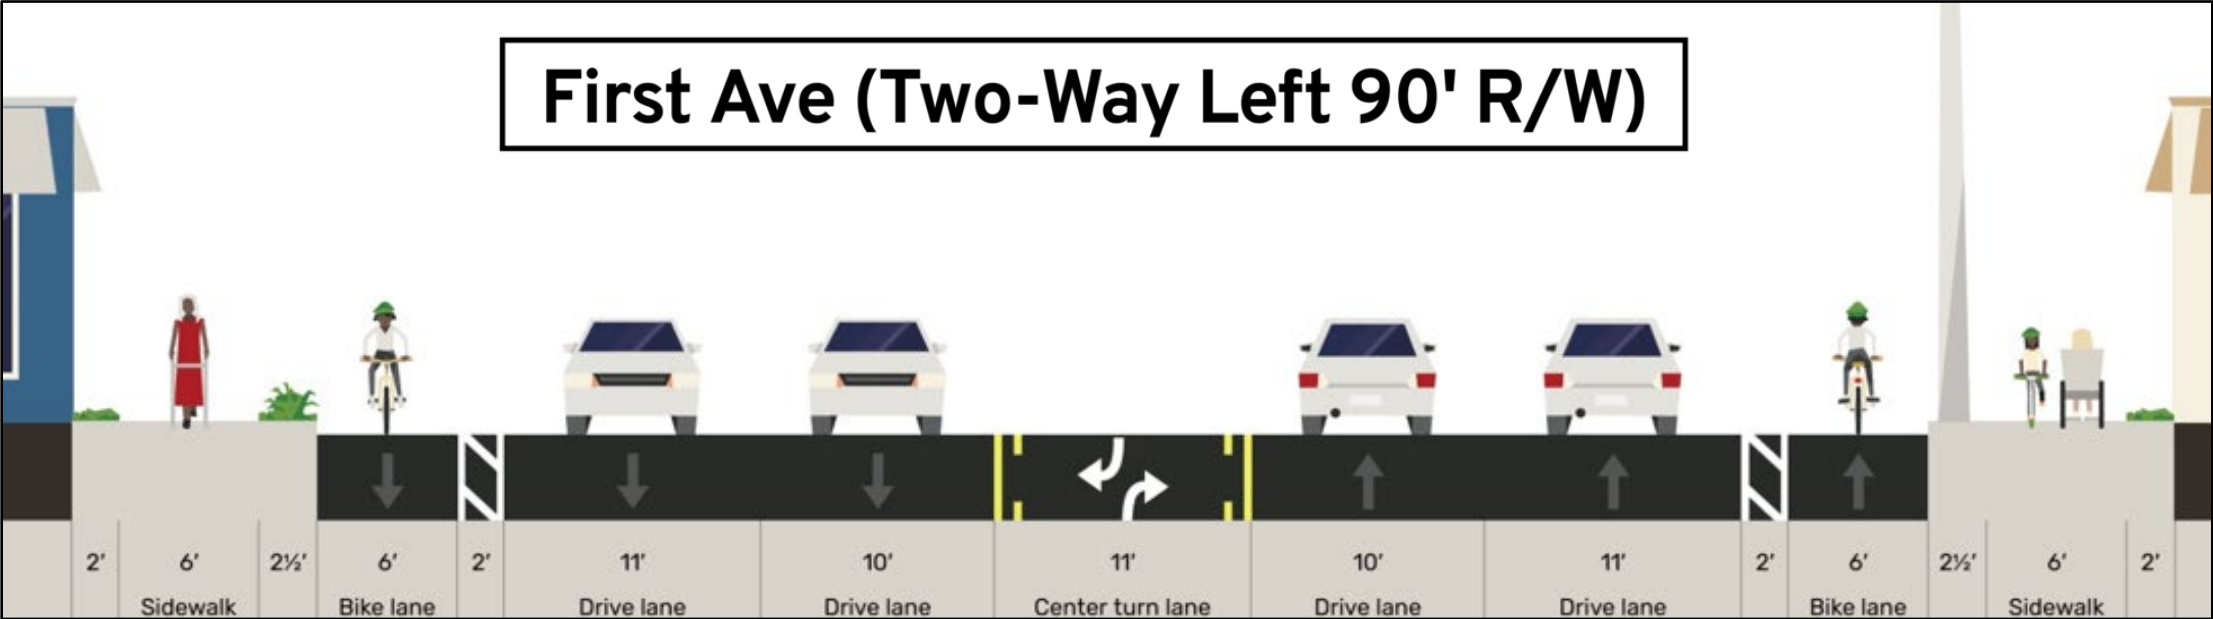 First Ave (Two-Way Left 90' R/W)
2' 6' 2½' 6' 2' 11' 10' 11' 10' 11' 2' 6' 2½' 6' 2'
Sidewalk Bike lane Drive lane Drive lane Center turn lane Drive lane Drive lane Bike lane Sidewalk